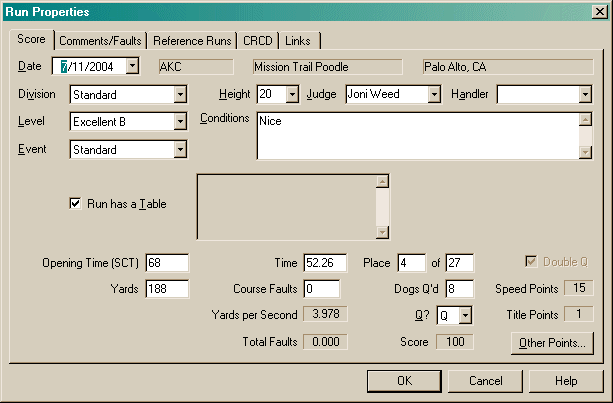 Run Properties
Score Comments/Faults Reference Runs CRCD Links
Date 7/11/2004 AKC Mission Trail Poodle Palo Alto, CA
Division Standard Height 20 Judge Joni Weed Handler
Level Excellent B Conditions Nice
Event Standard
Run has a Table
Opening Time (SCT) 68 Time 52.26 Place 4 of 27 Double Q
Yards 188 Course Faults 0 Dogs Q'd 8 Speed Points 15
Yards per Second 3.978 Q? Q Title Points 1
Total Faults 0.000 Score 100 Other Points...
OK Cancel Help